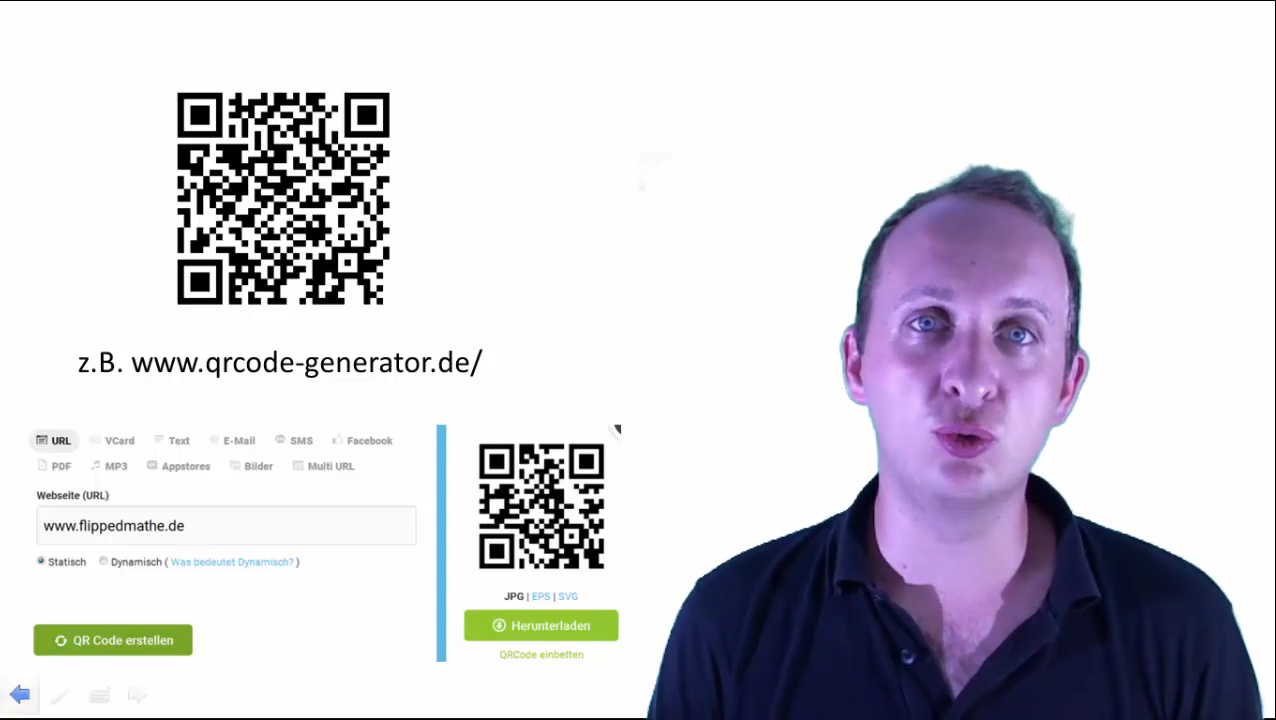 z.B. www.qrcode-generator.de/
URL VCard Text E-Mail SMS Facebook
PDF MP3 Appstores Bilder Multi URL
Webseite (URL)
www.flippedmathe.de
Statisch Dynamisch ( Was bedeutet Dynamisch? )
QR Code erstellen
JPG | EPS | SVG
Herunterladen
QRCode einbetten